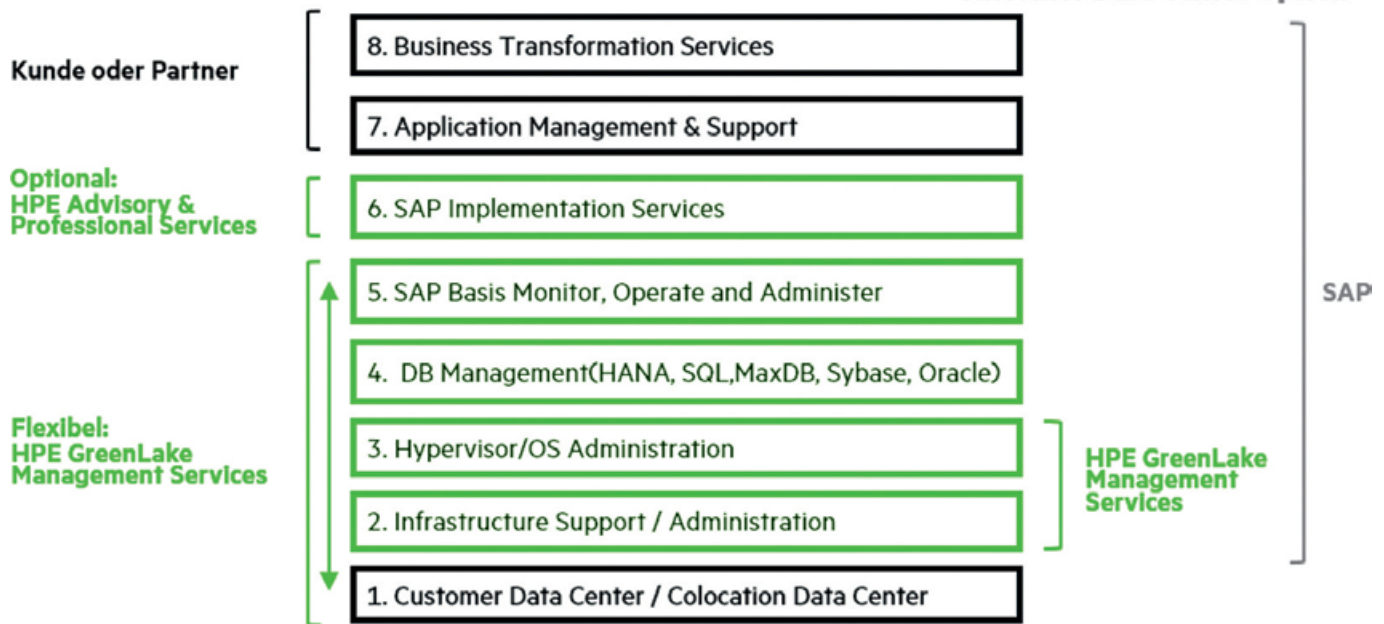 8. Business Transformation Services
Kunde oder Partner
7. Application Management & Support
Optional:
HPE Advisory &
Professional Services
6. SAP Implementation Services
5. SAP Basis Monitor, Operate and Administer
SAP
4. DB Management(HANA, SQL,MaxDB, Sybase, Oracle)
Flexibel:
HPE GreenLake
Management Services
3. Hypervisor/OS Administration
2. Infrastructure Support / Administration
HPE GreenLake
Management
Services
1. Customer Data Center / Colocation Data Center